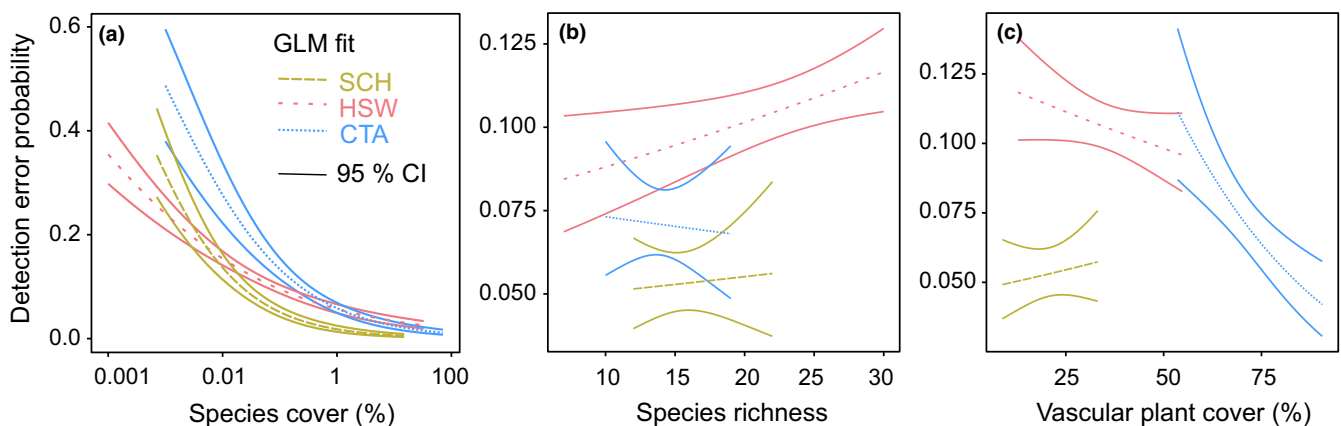 Detection error probability
(a)
GLM fit
SCH
HSW
CTA
95 % CI
0.6
0.4
0.2
0.0
0.001
0.01
1
100
Species cover (%)
(b)
0.125
0.100
0.075
0.050
10
15
20
25
30
Species richness
(c)
0.125
0.100
0.075
0.050
25
50
75
Vascular plant cover (%)